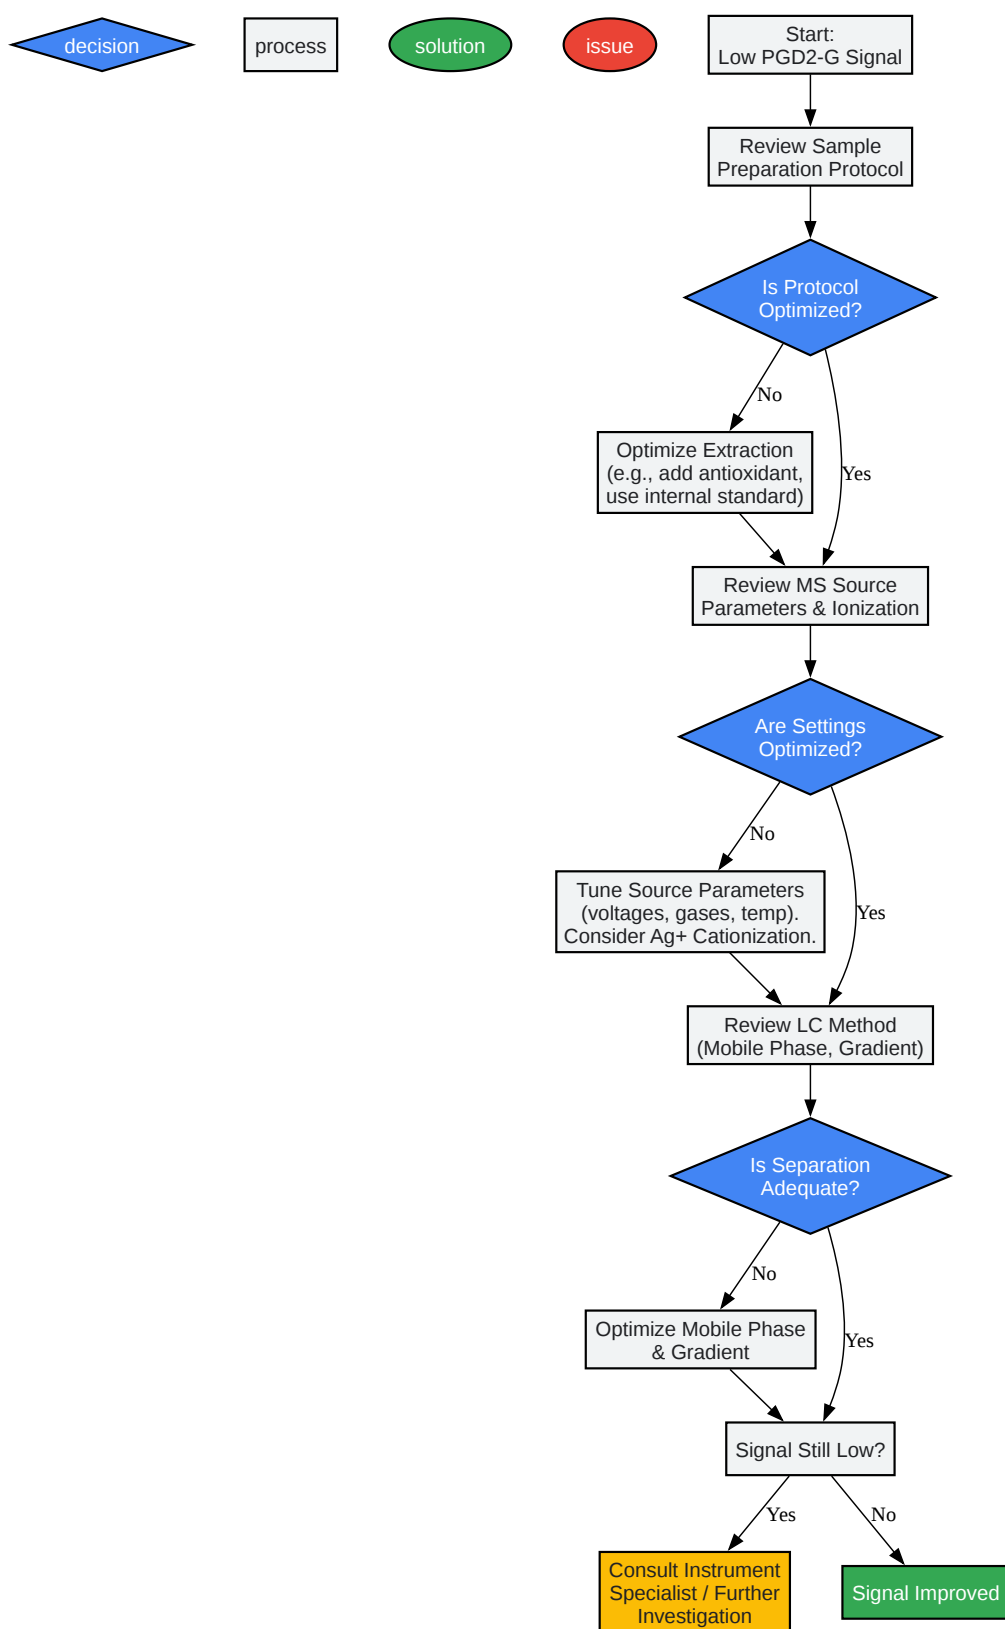 decision
process
solution
issue
Start:
Low PGD2-G Signal
Review Sample
Preparation Protocol
Is Protocol
Optimized?
No
Optimize Extraction
(e.g., add antioxidant,
use internal standard)
Yes
Review MS Source
Parameters & Ionization
Are Settings
Optimized?
No
Tune Source Parameters
(voltages, gases, temp).
Consider Ag+ Cationization.
Yes
Review LC Method
(Mobile Phase, Gradient)
Is Separation
Adequate?
No
Optimize Mobile Phase
& Gradient
Yes
Signal Still Low?
Yes
No
Consult Instrument
Specialist / Further
Investigation
Signal Improved